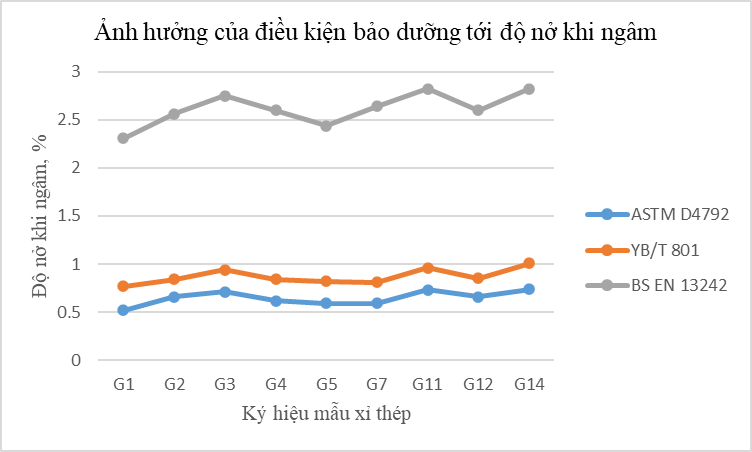 Ảnh hưởng của điều kiện bảo dưỡng tới độ nở khi ngâm
3
2.5
2
1.5
1
0.5
0
Độ nở khi ngâm, %
G1 G2 G3 G4 G5 G7 G11 G12 G14
Ký hiệu mẫu xỉ thép
ASTM D4792
YB/T 801
BS EN 13242